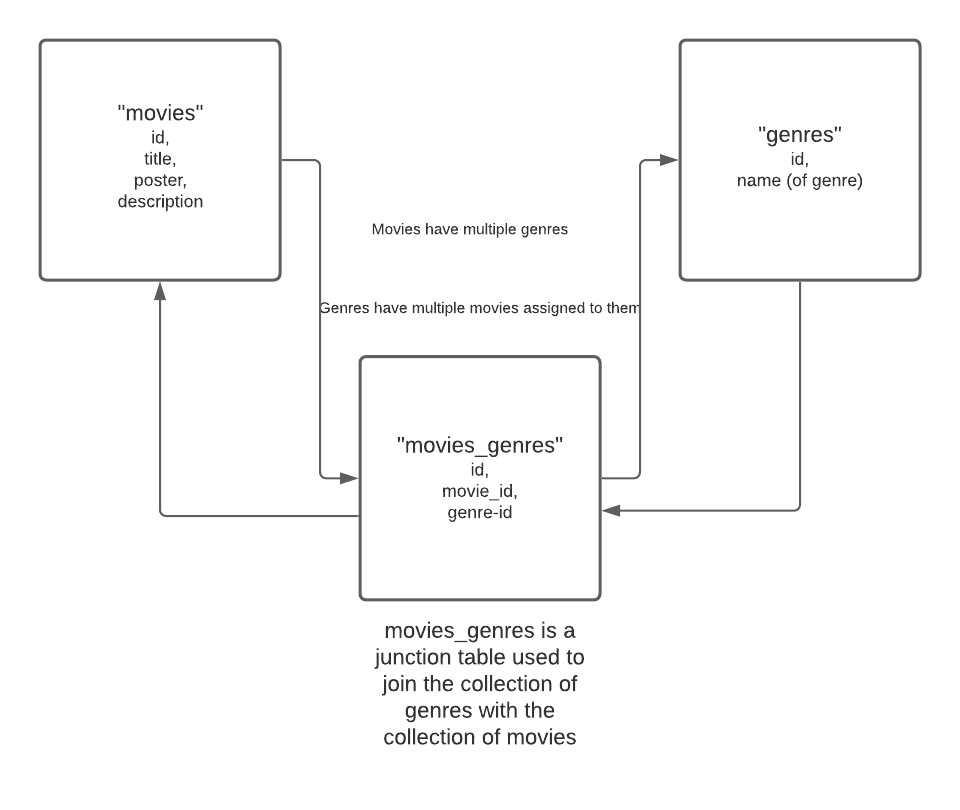 "movies"
id,
title,
poster,
description
"genres"
id,
name (of genre)
Movies have multiple genres
Genres have multiple movies assigned to them
"movies_genres"
id,
movie_id,
genre-id
movies_genres is a
junction table used to
join the collection of
genres with the
collection of movies